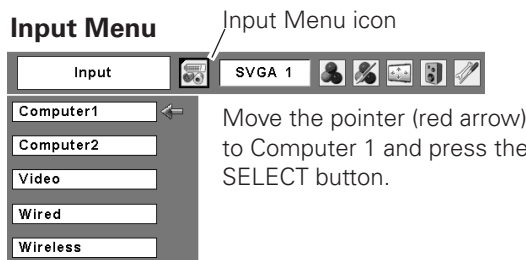 Input Menu
Input Menu icon
Input
SVGA 1
Computer1
Computer2
Video
Wired
Wireless
Move the pointer (red arrow)
to Computer 1 and press the
SELECT button.